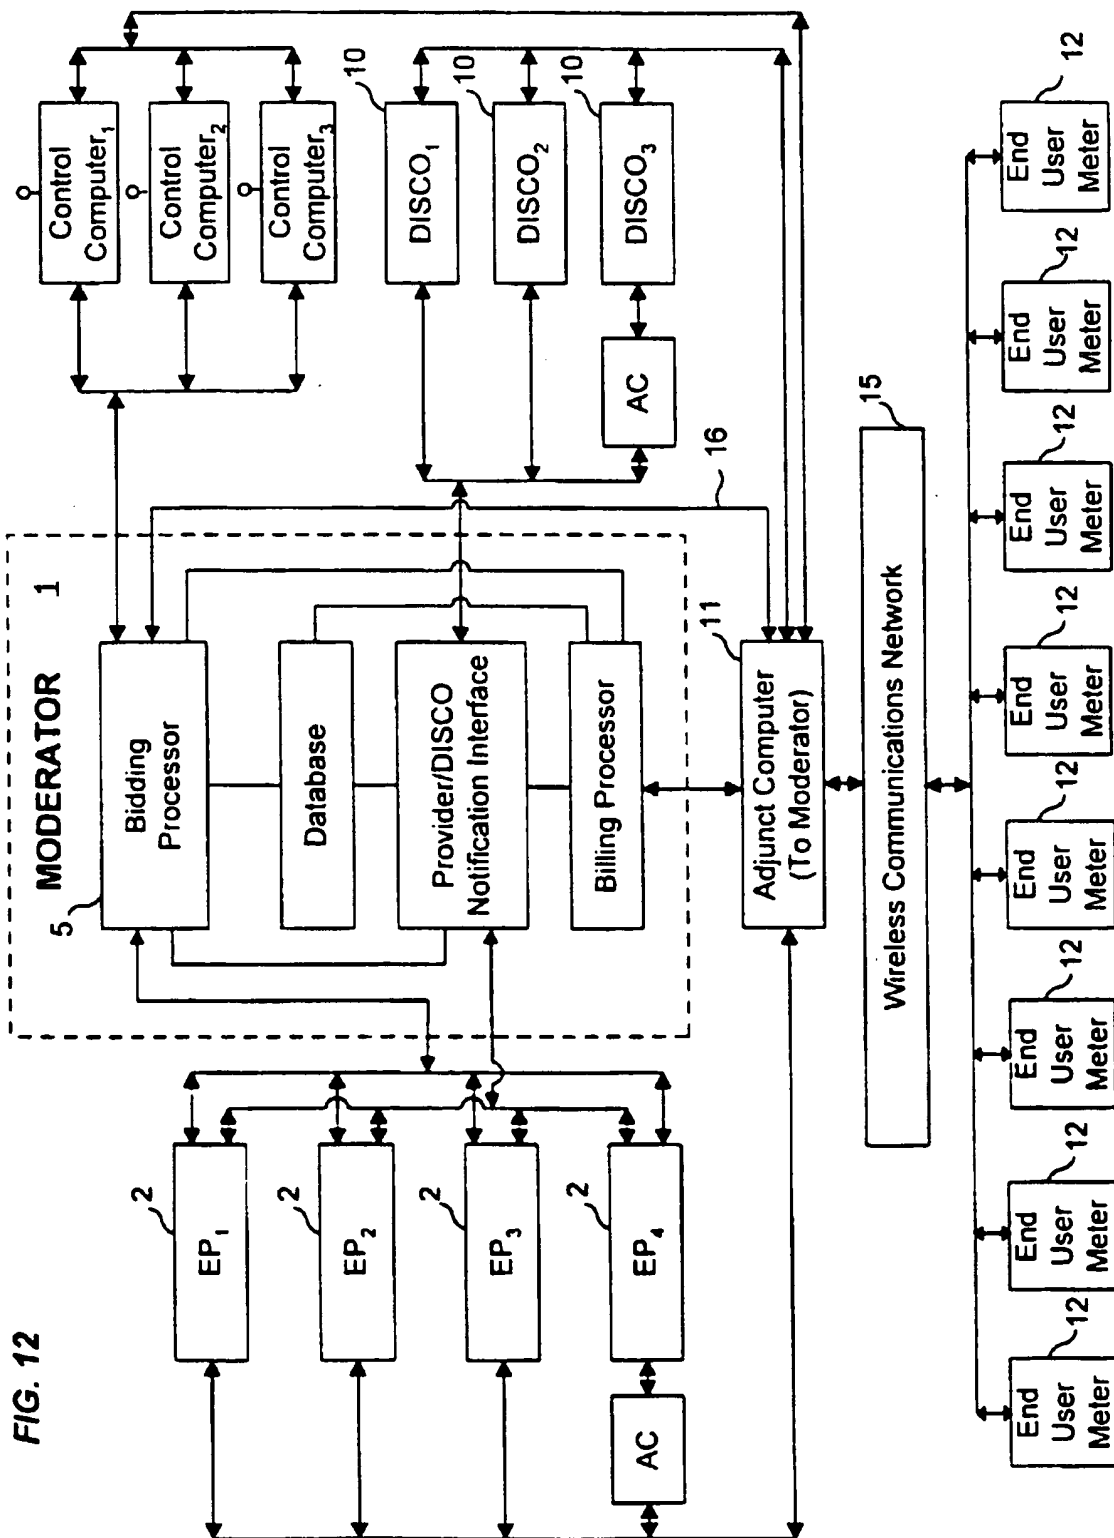 FIG. 12
MODERATOR 1
5
Bidding
Processor
Database
Provider/DISCO
Notification Interface
Billing Processor
2
EP1
2
EP2
2
EP3
2
EP4
AC
Control
Computer1
Control
Computer2
Control
Computer3
10
DISCO1
10
DISCO2
10
DISCO3
AC
16
11
Adjunct Computer
(To Moderator)
15
Wireless Communications Network
12
End
User
Meter
12
End
User
Meter
12
End
User
Meter
12
End
User
Meter
12
End
User
Meter
12
End
User
Meter
12
End
User
Meter
12
End
User
Meter